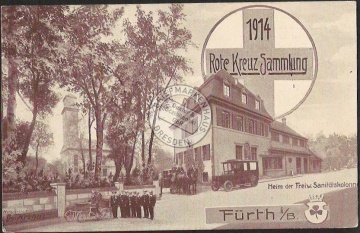 1914
Rote Kreuz-Sammlung
Heim der Freiw. Sanitätskolonne
Fürth i/B.